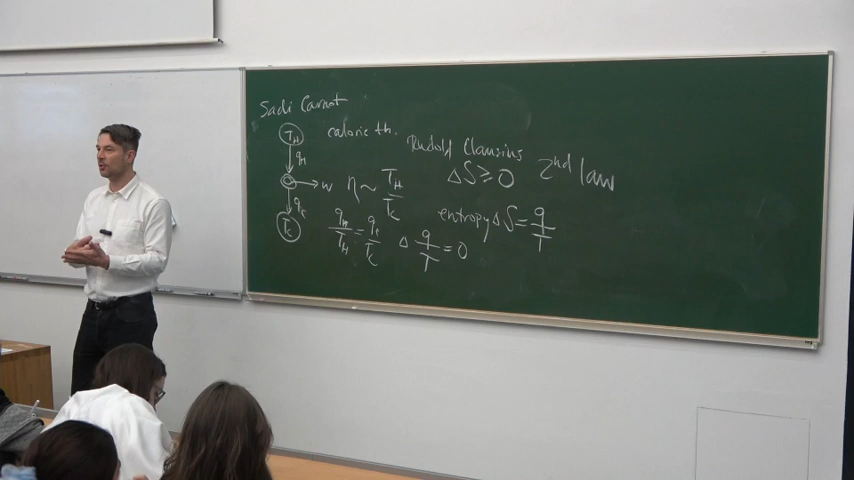 Sadi Carnot
T_H
caloric th.
q_H
Rudolf Clausius
w
η ~ T_H / T_C
ΔS ≥ 0
2nd law
q_C
T_C
q_H / T_H = q_C / T_C
Δ q / T = 0
entropy ΔS = q / T